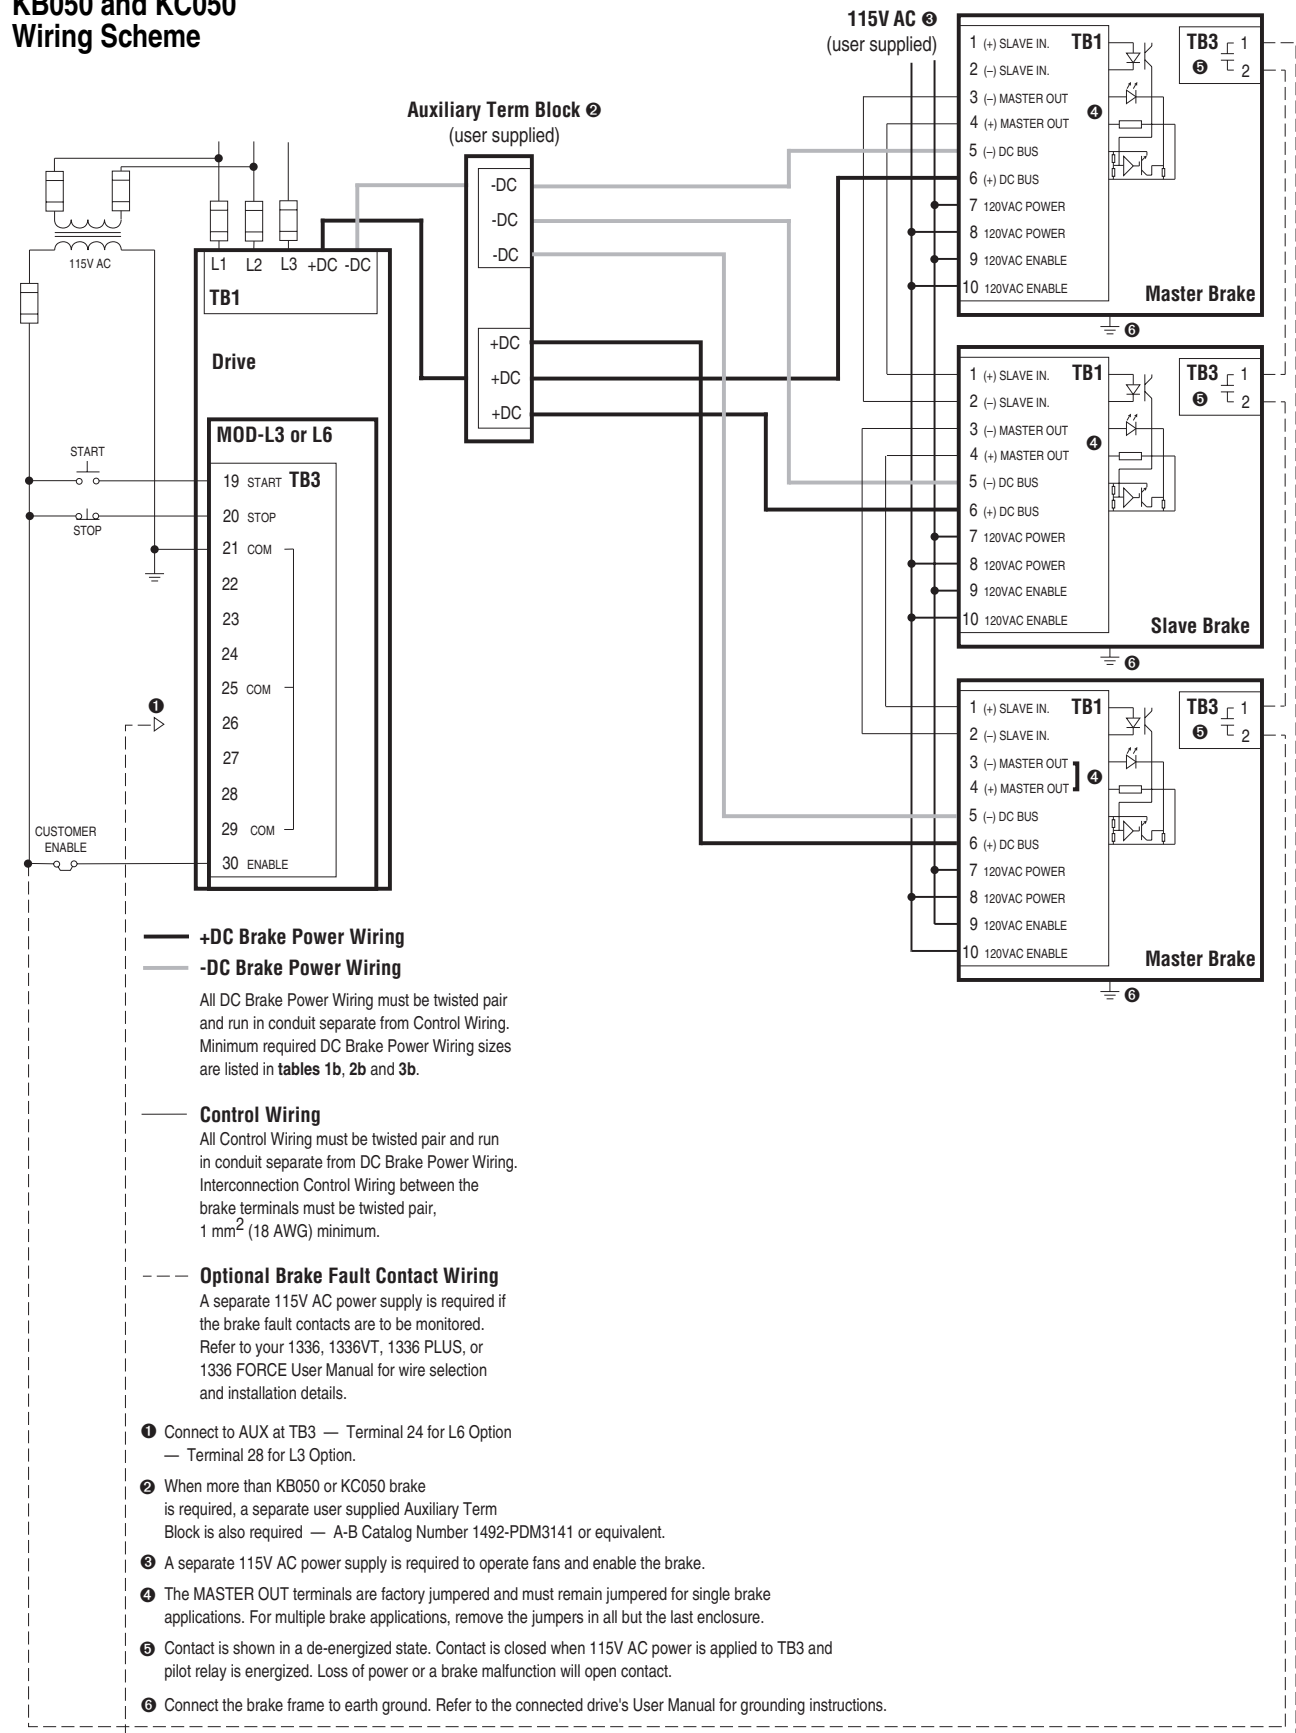 KB050 and KC050
Wiring Scheme
115V AC ❸
(user supplied)
Auxiliary Term Block ❷
(user supplied)
-DC
-DC
-DC
+DC
+DC
+DC
115V AC
L1 L2 L3 +DC -DC
TB1
Drive
MOD-L3 or L6
START
STOP
19 START TB3
20 STOP
21 COM
22
23
24
25 COM
26
27
28
29 COM
30 ENABLE
❶
CUSTOMER
ENABLE
1 (+) SLAVE IN. TB1
2 (–) SLAVE IN.
3 (–) MASTER OUT
4 (+) MASTER OUT
❹
5 (–) DC BUS
6 (+) DC BUS
7 120VAC POWER
8 120VAC POWER
9 120VAC ENABLE
10 120VAC ENABLE
TB3 1
❺ 2
Master Brake
❻
1 (+) SLAVE IN. TB1
2 (–) SLAVE IN.
3 (–) MASTER OUT
4 (+) MASTER OUT
❹
5 (–) DC BUS
6 (+) DC BUS
7 120VAC POWER
8 120VAC POWER
9 120VAC ENABLE
10 120VAC ENABLE
TB3 1
❺ 2
Slave Brake
❻
1 (+) SLAVE IN. TB1
2 (–) SLAVE IN.
3 (–) MASTER OUT
4 (+) MASTER OUT
❹
5 (–) DC BUS
6 (+) DC BUS
7 120VAC POWER
8 120VAC POWER
9 120VAC ENABLE
10 120VAC ENABLE
TB3 1
❺ 2
Master Brake
❻
+DC Brake Power Wiring
-DC Brake Power Wiring
All DC Brake Power Wiring must be twisted pair
and run in conduit separate from Control Wiring.
Minimum required DC Brake Power Wiring sizes
are listed in tables 1b, 2b and 3b.
Control Wiring
All Control Wiring must be twisted pair and run
in conduit separate from DC Brake Power Wiring.
Interconnection Control Wiring between the
brake terminals must be twisted pair,
1 mm2 (18 AWG) minimum.
Optional Brake Fault Contact Wiring
A separate 115V AC power supply is required if
the brake fault contacts are to be monitored.
Refer to your 1336, 1336VT, 1336 PLUS, or
1336 FORCE User Manual for wire selection
and installation details.
❶ Connect to AUX at TB3 — Terminal 24 for L6 Option
— Terminal 28 for L3 Option.
❷ When more than KB050 or KC050 brake
is required, a separate user supplied Auxiliary Term
Block is also required — A-B Catalog Number 1492-PDM3141 or equivalent.
❸ A separate 115V AC power supply is required to operate fans and enable the brake.
❹ The MASTER OUT terminals are factory jumpered and must remain jumpered for single brake
applications. For multiple brake applications, remove the jumpers in all but the last enclosure.
❺ Contact is shown in a de-energized state. Contact is closed when 115V AC power is applied to TB3 and
pilot relay is energized. Loss of power or a brake malfunction will open contact.
❻ Connect the brake frame to earth ground. Refer to the connected drive's User Manual for grounding instructions.